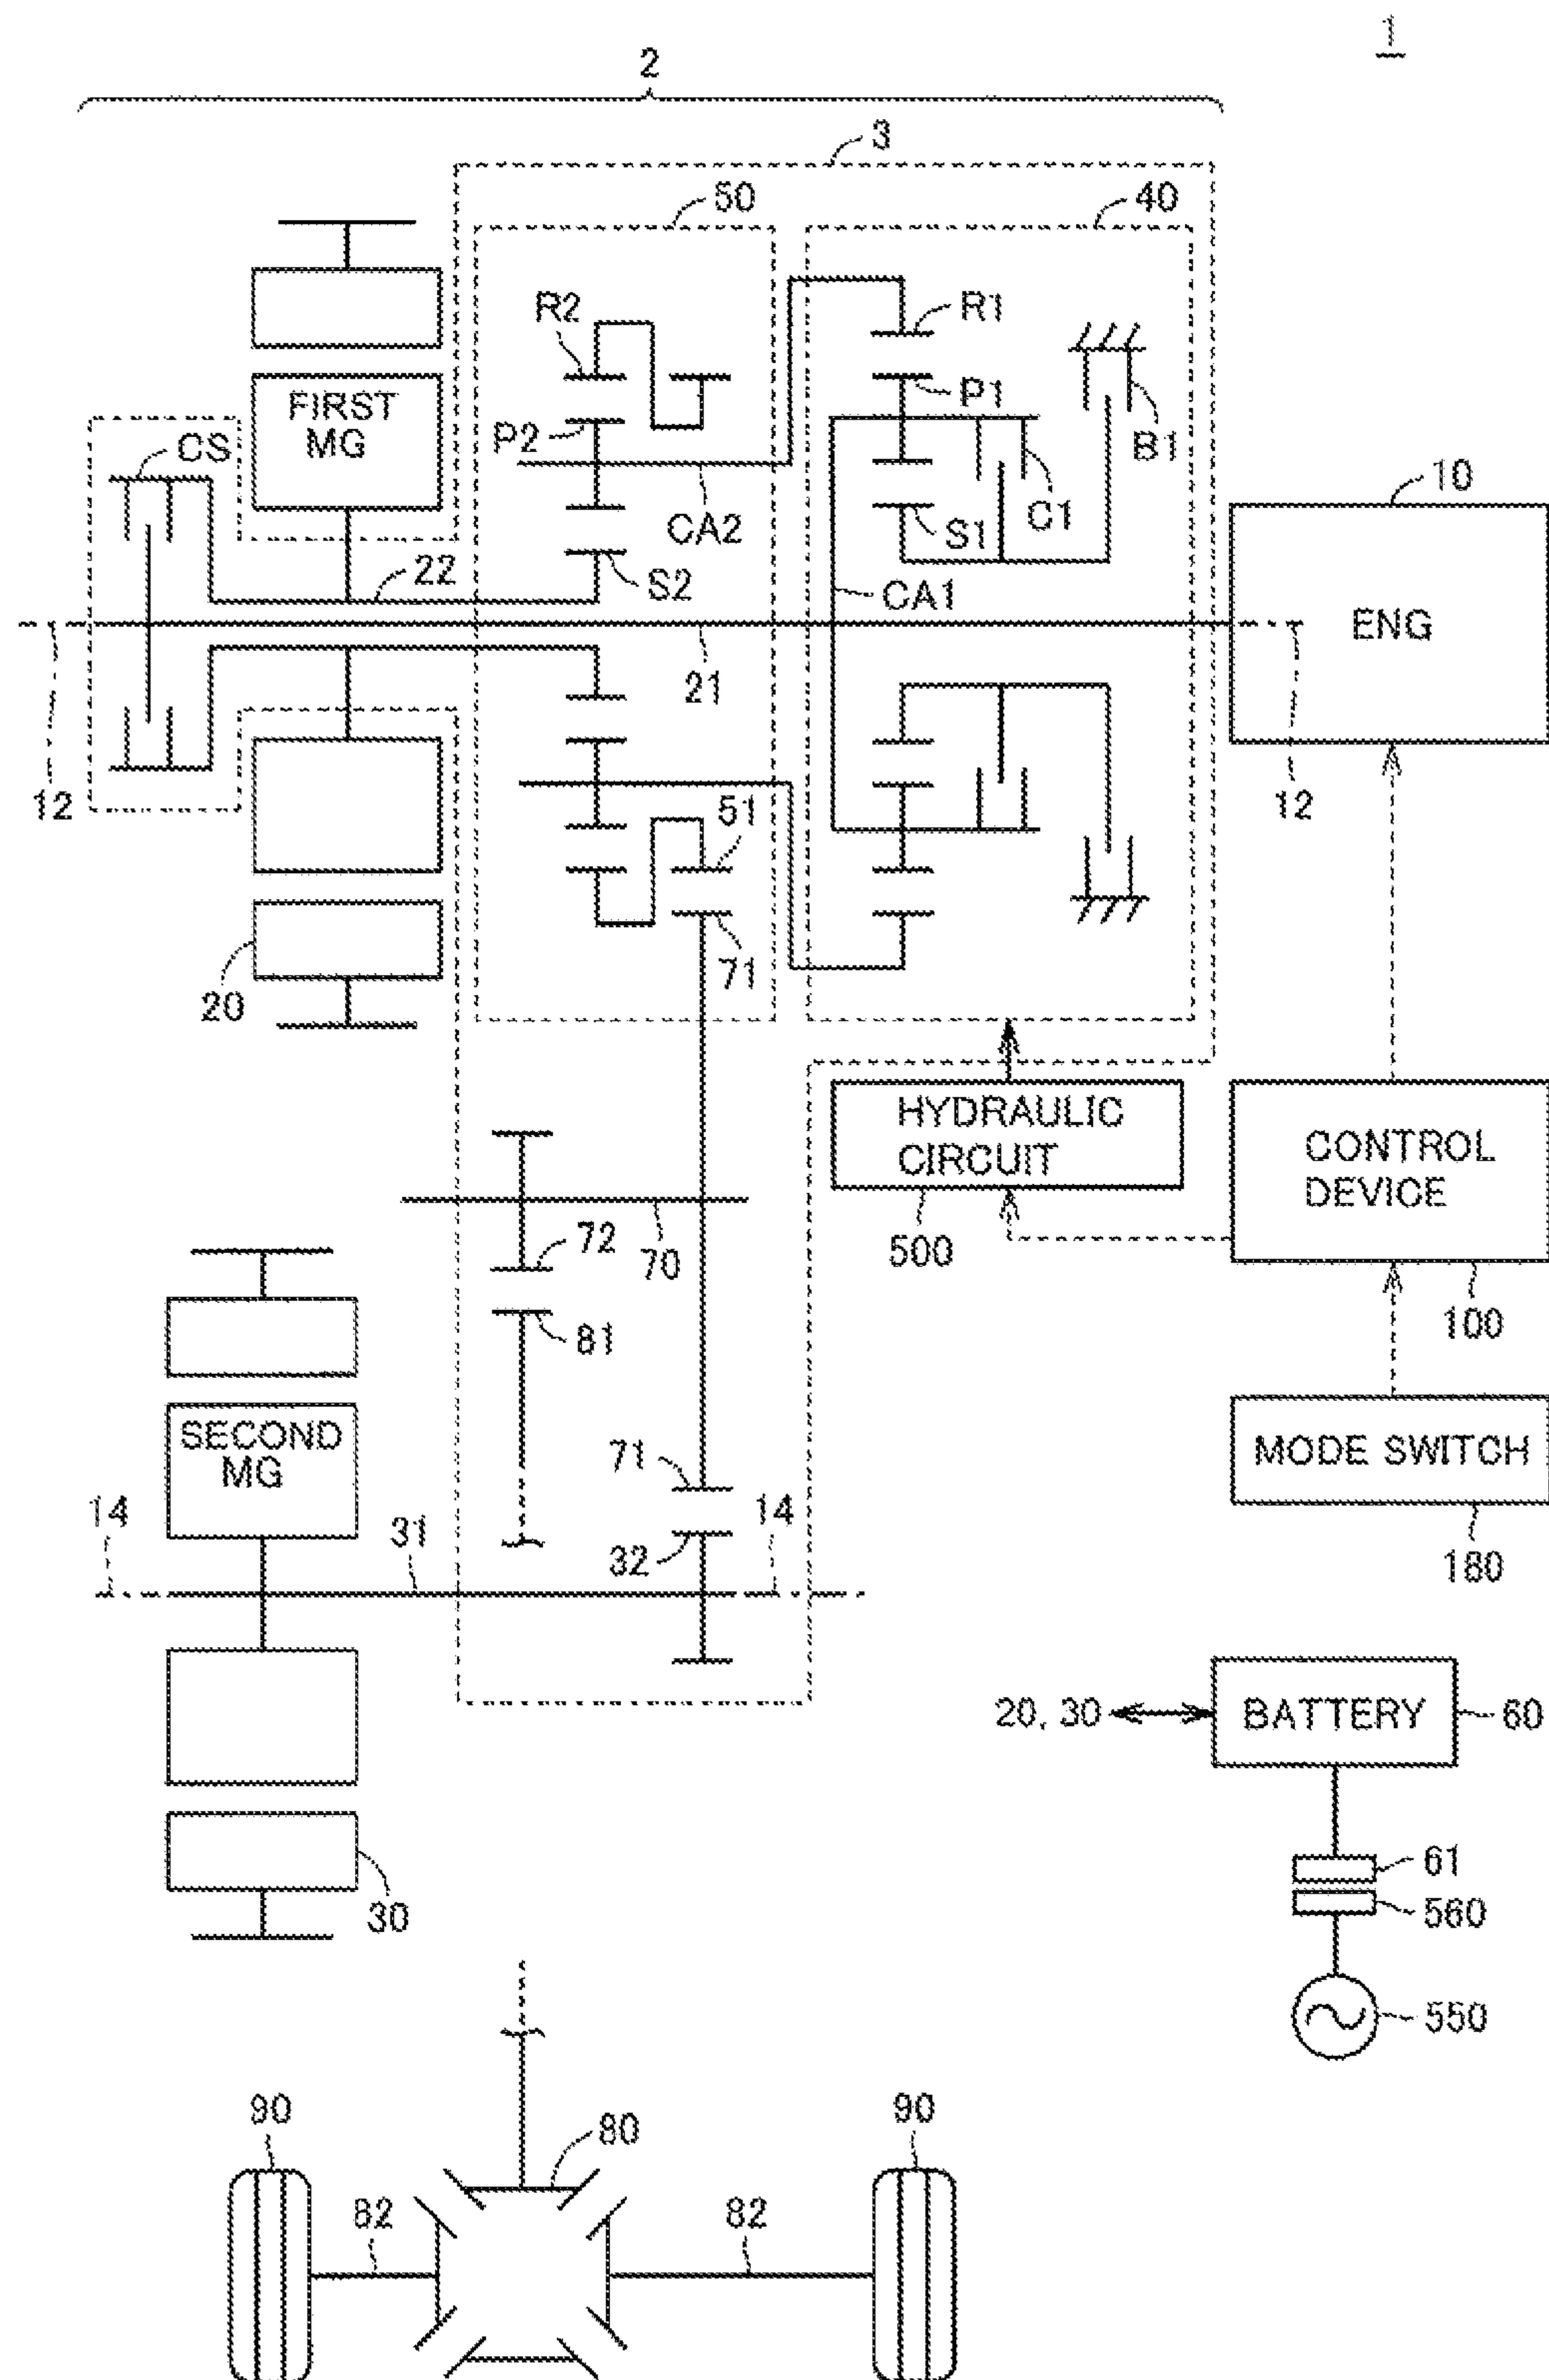 1
2
3
50
40
R2
R1
FIRST
MG
P1
P2
CS
B1
10
CA2
S1
C1
22
S2
CA1
ENG
12
21
12
51
71
20
HYDRAULIC
CIRCUIT
CONTROL
DEVICE
72
70
500
81
100
SECOND
MG
71
MODE SWITCH
14
31
14
32
180
20, 30
BATTERY
60
61
30
560
550
90
80
90
82
82